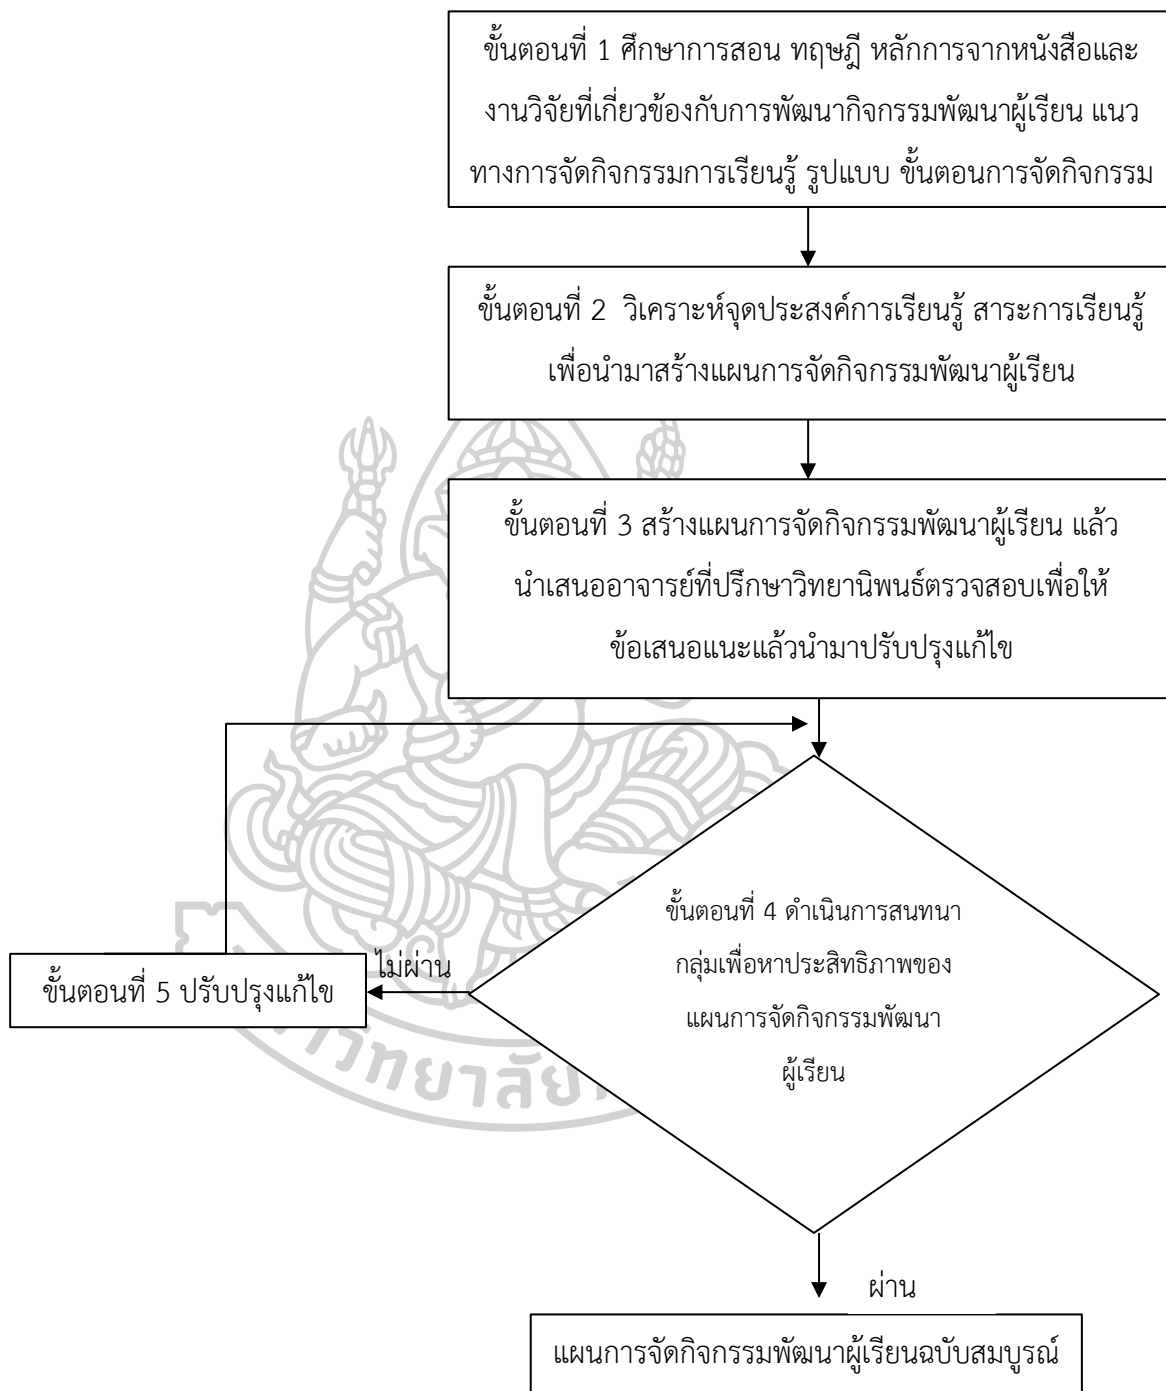 ขั้นตอนที่ 1 ศึกษาการสอน ทฤษฎี หลักการจากหนังสือและ
งานวิจัยที่เกี่ยวข้องกับการพัฒนากิจกรรมพัฒนาผู้เรียน แนว
ทางการจัดกิจกรรมการเรียนรู้ รูปแบบ ขั้นตอนการจัดกิจกรรม
ขั้นตอนที่ 2 วิเคราะห์จุดประสงค์การเรียนรู้ สาระการเรียนรู้
เพื่อนำมาสร้างแผนการจัดกิจกรรมพัฒนาผู้เรียน
ขั้นตอนที่ 3 สร้างแผนการจัดกิจกรรมพัฒนาผู้เรียน แล้ว
นำเสนออาจารย์ที่ปรึกษาวิทยานิพนธ์ตรวจสอบเพื่อให้
ข้อเสนอแนะแล้วนำมาปรับปรุงแก้ไข
ขั้นตอนที่ 4 ดำเนินการสนทนา
กลุ่มเพื่อหาประสิทธิภาพของ
แผนการจัดกิจกรรมพัฒนา
ผู้เรียน
ไม่ผ่าน
ขั้นตอนที่ 5 ปรับปรุงแก้ไข
ผ่าน
แผนการจัดกิจกรรมพัฒนาผู้เรียนฉบับสมบูรณ์